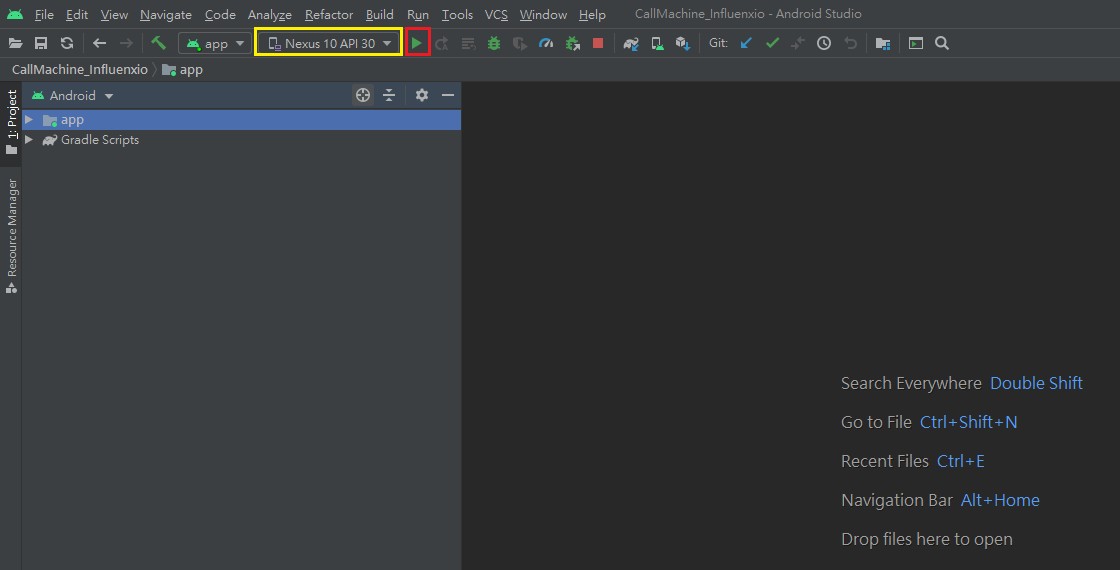 File Edit View Navigate Code Analyze Refactor Build Run Tools VCS Window Help CallMachine_Influenxio - Android Studio
app Nexus 10 API 30 Git:
CallMachine_Influenxio app
1: Project
Android
app
Gradle Scripts
Resource Manager
Search Everywhere Double Shift
Go to File Ctrl+Shift+N
Recent Files Ctrl+E
Navigation Bar Alt+Home
Drop files here to open